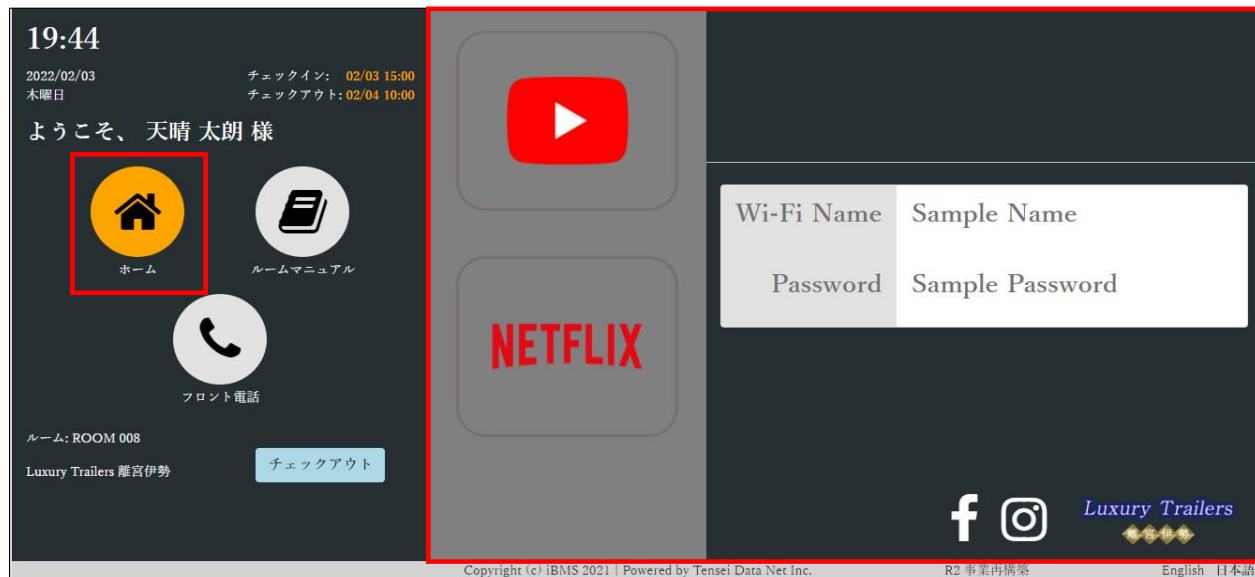 19:44
2022/02/03
木曜日
チェックイン: 02/03 15:00
チェックアウト: 02/04 10:00
ようこそ、 天晴 太朗 様
ホーム
ルームマニュアル
フロント電話
ルーム: ROOM 008
Luxury Trailers 離宮伊勢
チェックアウト
NETFLIX
Wi-Fi Name Sample Name
Password Sample Password
Luxury Trailers
離宮伊勢
Copyright (c) iBMS 2021 | Powered by Tensei Data Net Inc.
R2 事業再構築
English 日本語